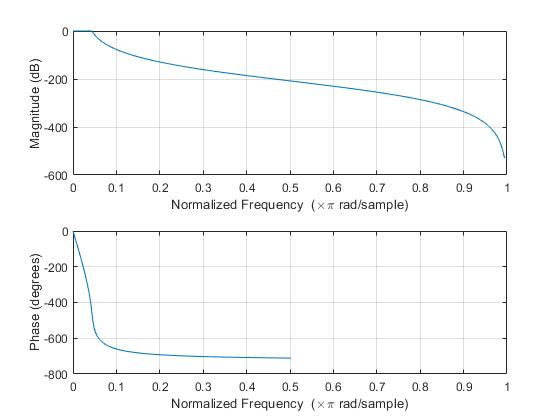 0
-200
-400
-600
Magnitude (dB)
0 0.1 0.2 0.3 0.4 0.5 0.6 0.7 0.8 0.9 1
Normalized Frequency (×π rad/sample)
0
-200
-400
-600
-800
Phase (degrees)
0 0.1 0.2 0.3 0.4 0.5 0.6 0.7 0.8 0.9 1
Normalized Frequency (×π rad/sample)